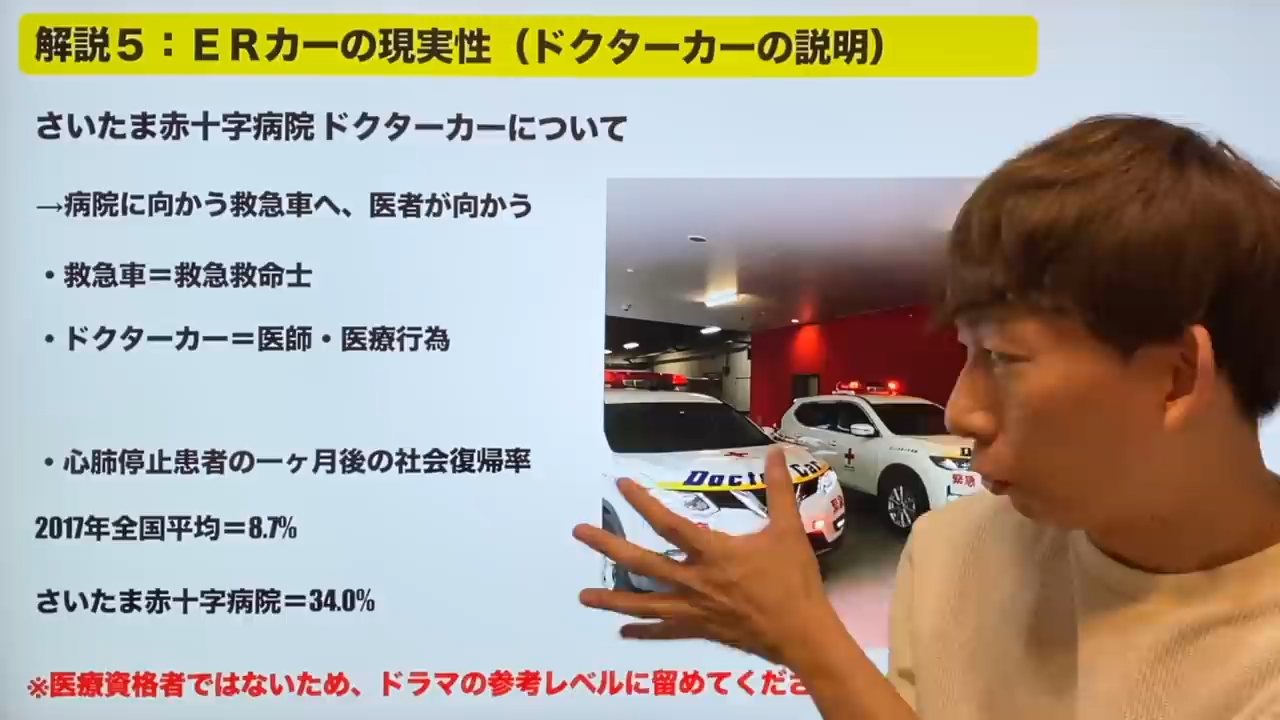 解説５：ＥＲカーの現実性（ドクターカーの説明）
さいたま赤十字病院ドクターカーについて
→病院に向かう救急車へ、医者が向かう
・救急車＝救急救命士
・ドクターカー＝医師・医療行為
・心肺停止患者の一ヶ月後の社会復帰率
2017年全国平均＝8.7%
さいたま赤十字病院＝34.0%
※医療資格者ではないため、ドラマの参考レベルに留めてくださ
Doct Car
緊急